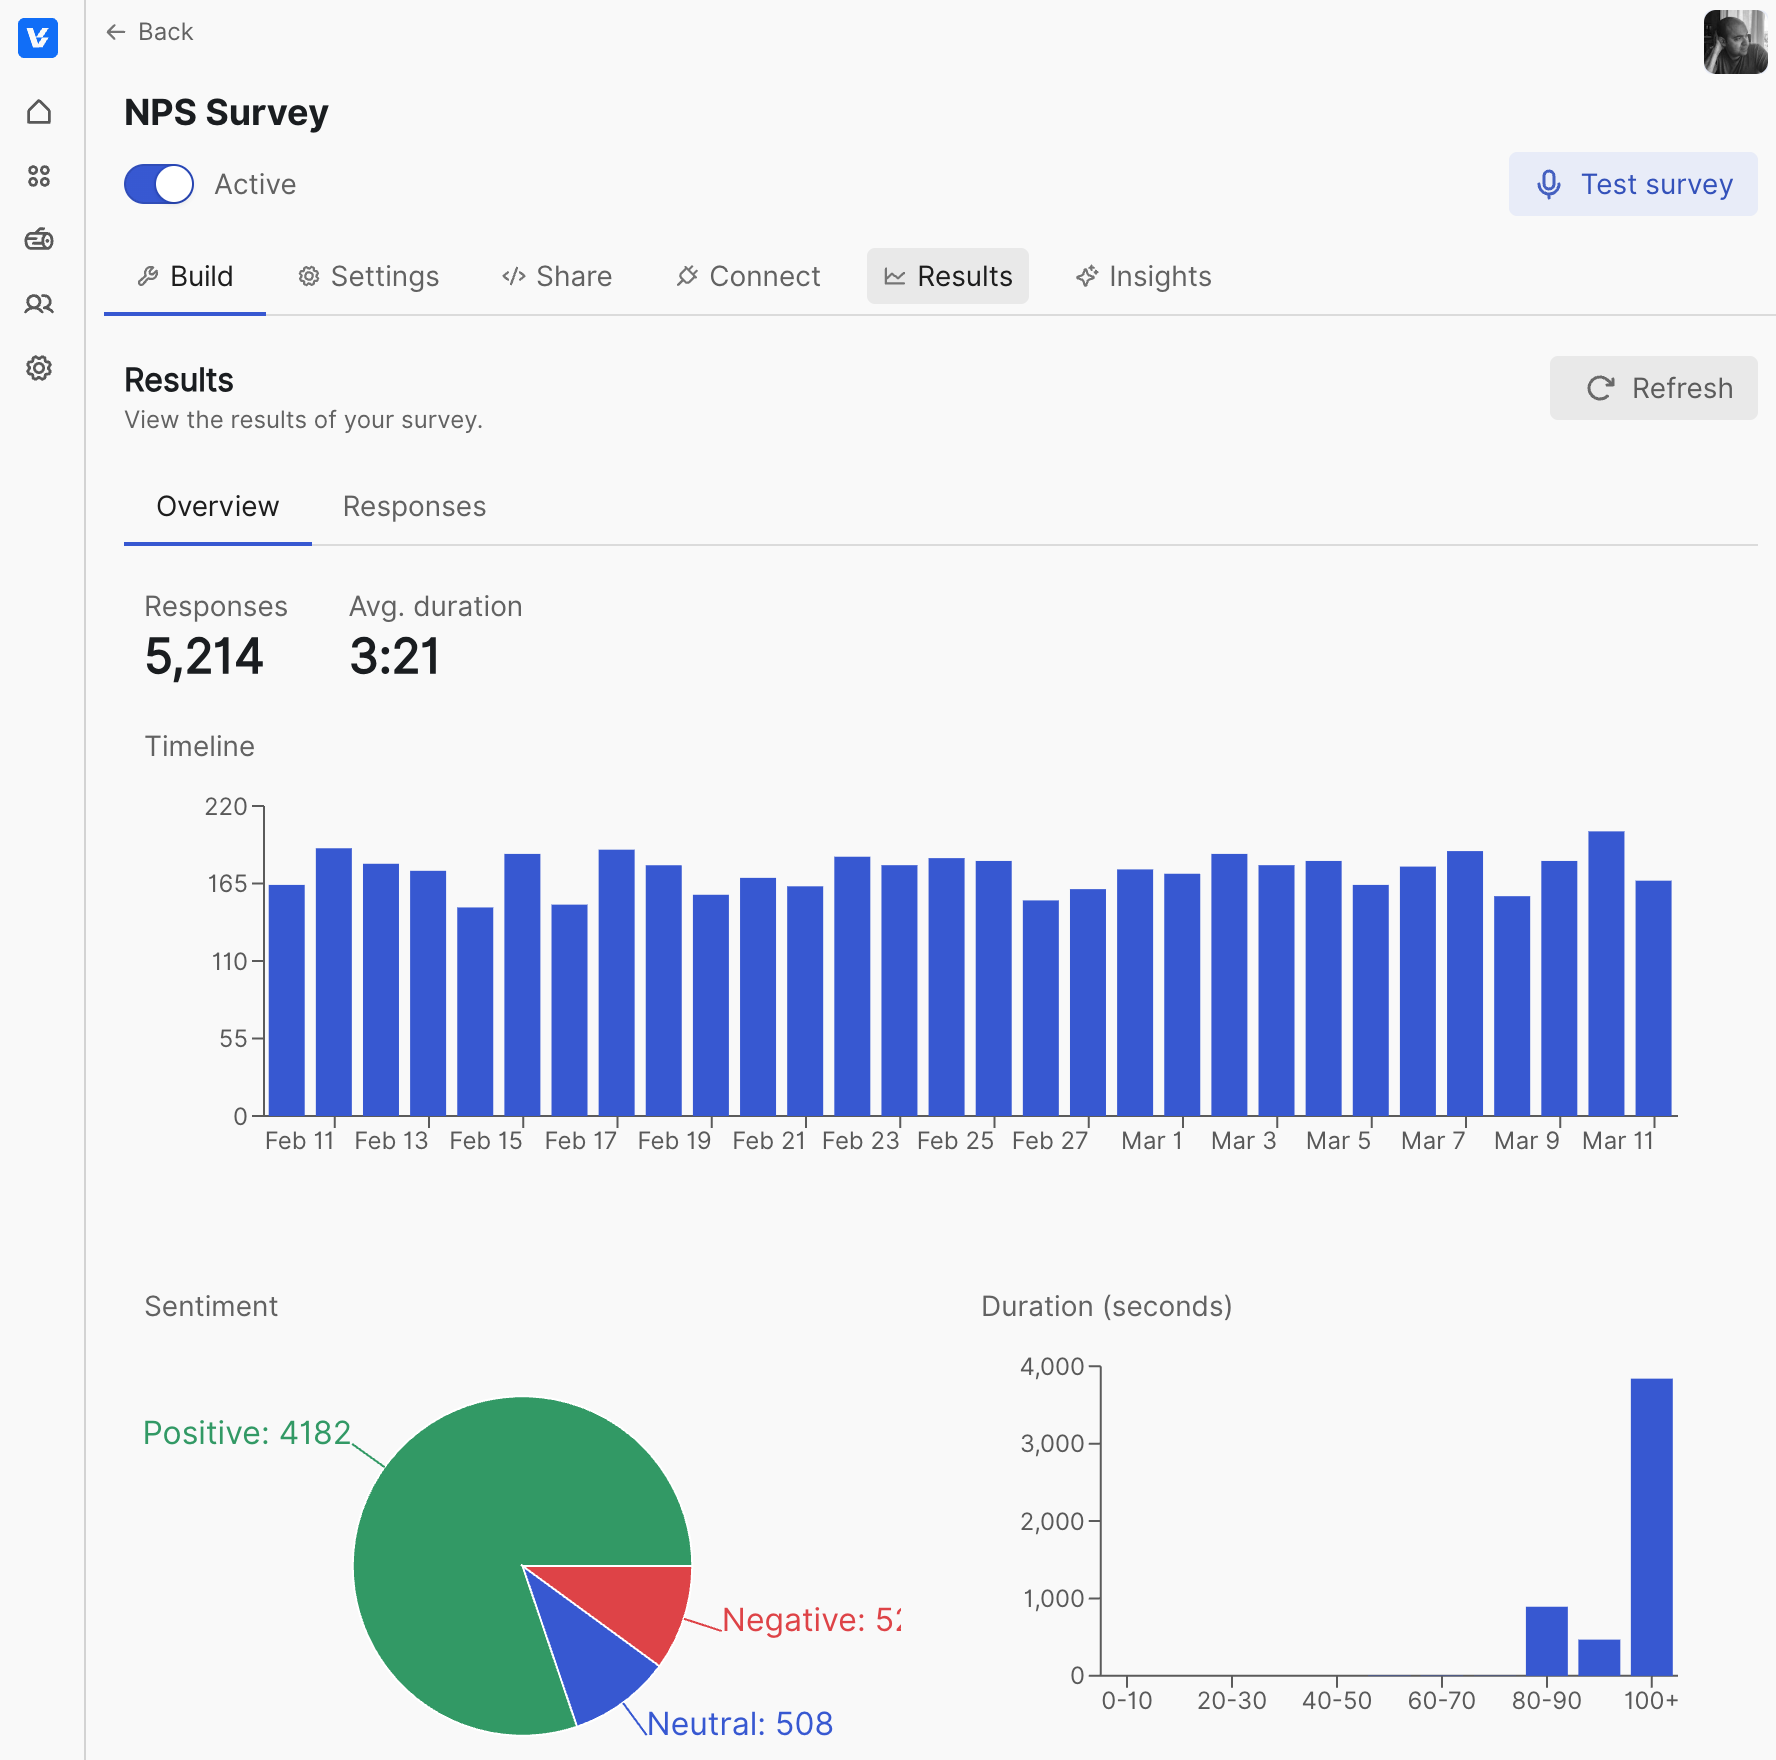 Back
NPS Survey
Active
Test survey
Build Settings Share Connect Results Insights
Results
View the results of your survey.
Refresh
Overview Responses
Responses Avg. duration
5,214 3:21
Timeline
220
165
110
55
0
Feb 11 Feb 13 Feb 15 Feb 17 Feb 19 Feb 21 Feb 23 Feb 25 Feb 27 Mar 1 Mar 3 Mar 5 Mar 7 Mar 9 Mar 11
Sentiment
Positive: 4182
Negative:
Neutral: 508
Duration (seconds)
4,000
3,000
2,000
1,000
0
0-10 20-30 40-50 60-70 80-90 100+